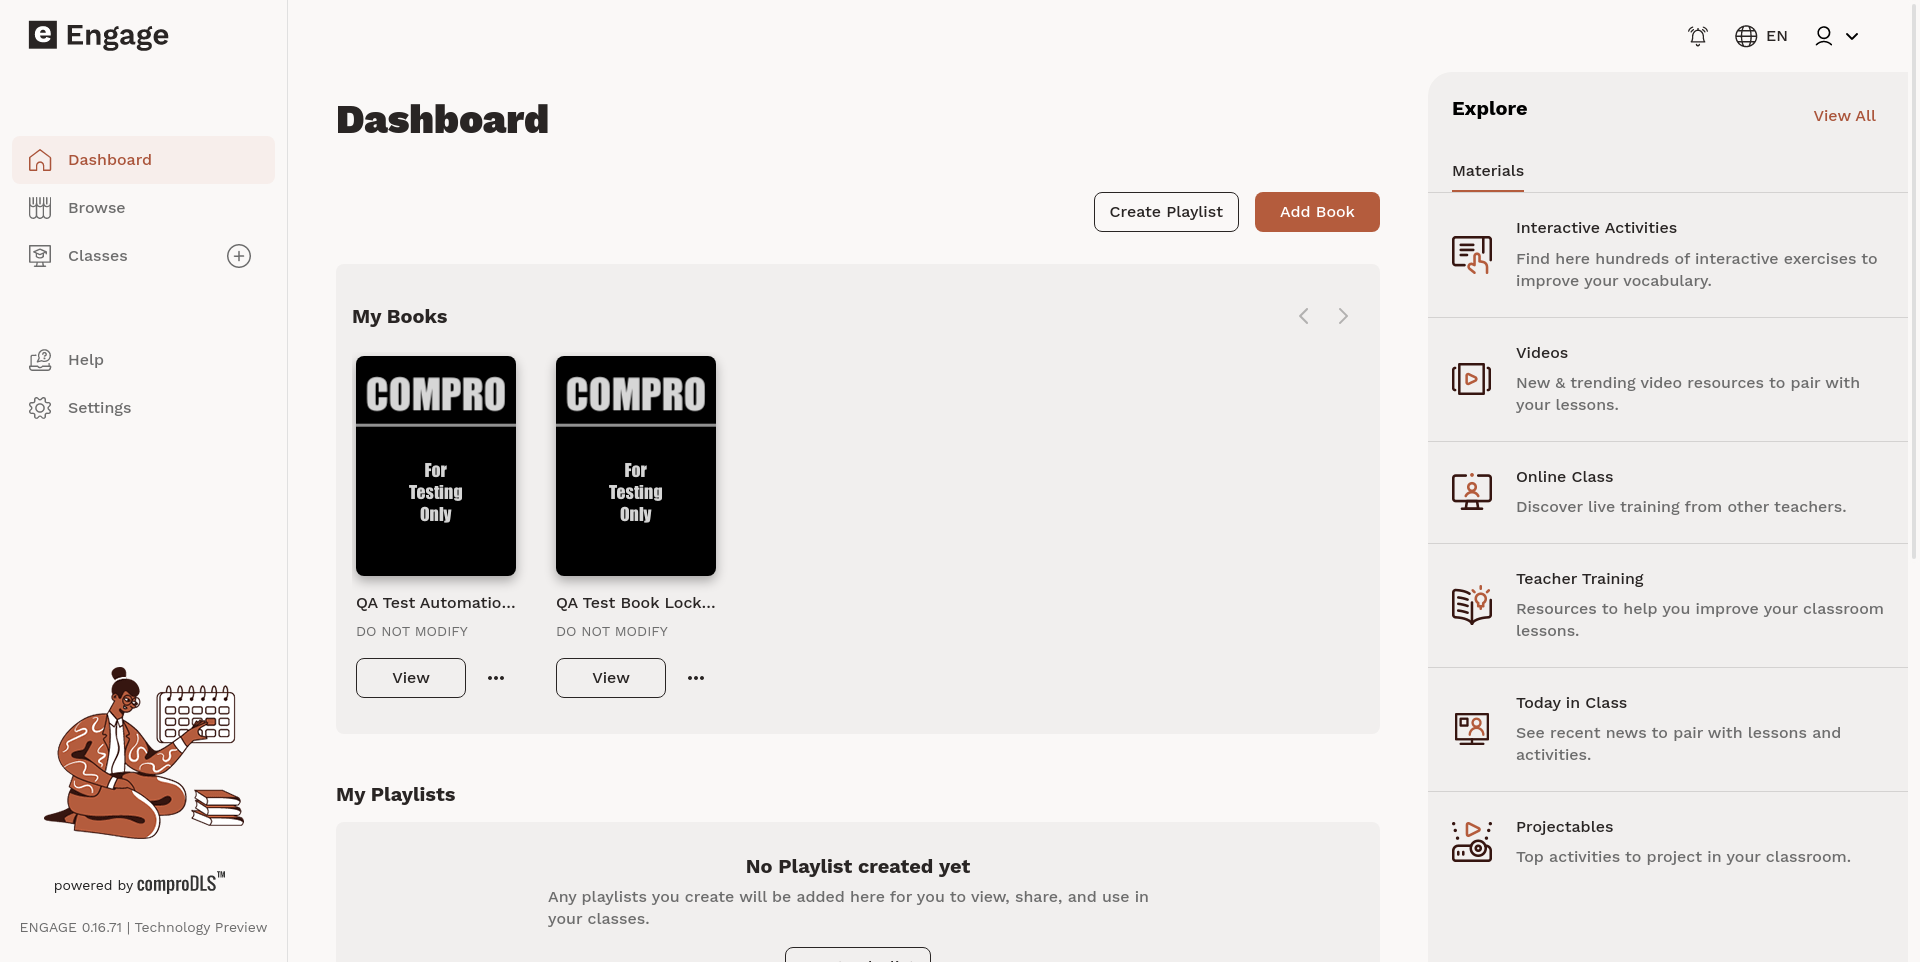 e Engage
EN
Dashboard
Browse
Classes
Help
Settings
powered by comproDLS™
ENGAGE 0.16.71 | Technology Preview
Dashboard
Create Playlist
Add Book
My Books
COMPRO
For
Testing
Only
QA Test Automatio...
DO NOT MODIFY
View
COMPRO
For
Testing
Only
QA Test Book Lock...
DO NOT MODIFY
View
My Playlists
No Playlist created yet
Any playlists you create will be added here for you to view, share, and use in
your classes.
Explore
View All
Materials
Interactive Activities
Find here hundreds of interactive exercises to
improve your vocabulary.
Videos
New & trending video resources to pair with
your lessons.
Online Class
Discover live training from other teachers.
Teacher Training
Resources to help you improve your classroom
lessons.
Today in Class
See recent news to pair with lessons and
activities.
Projectables
Top activities to project in your classroom.